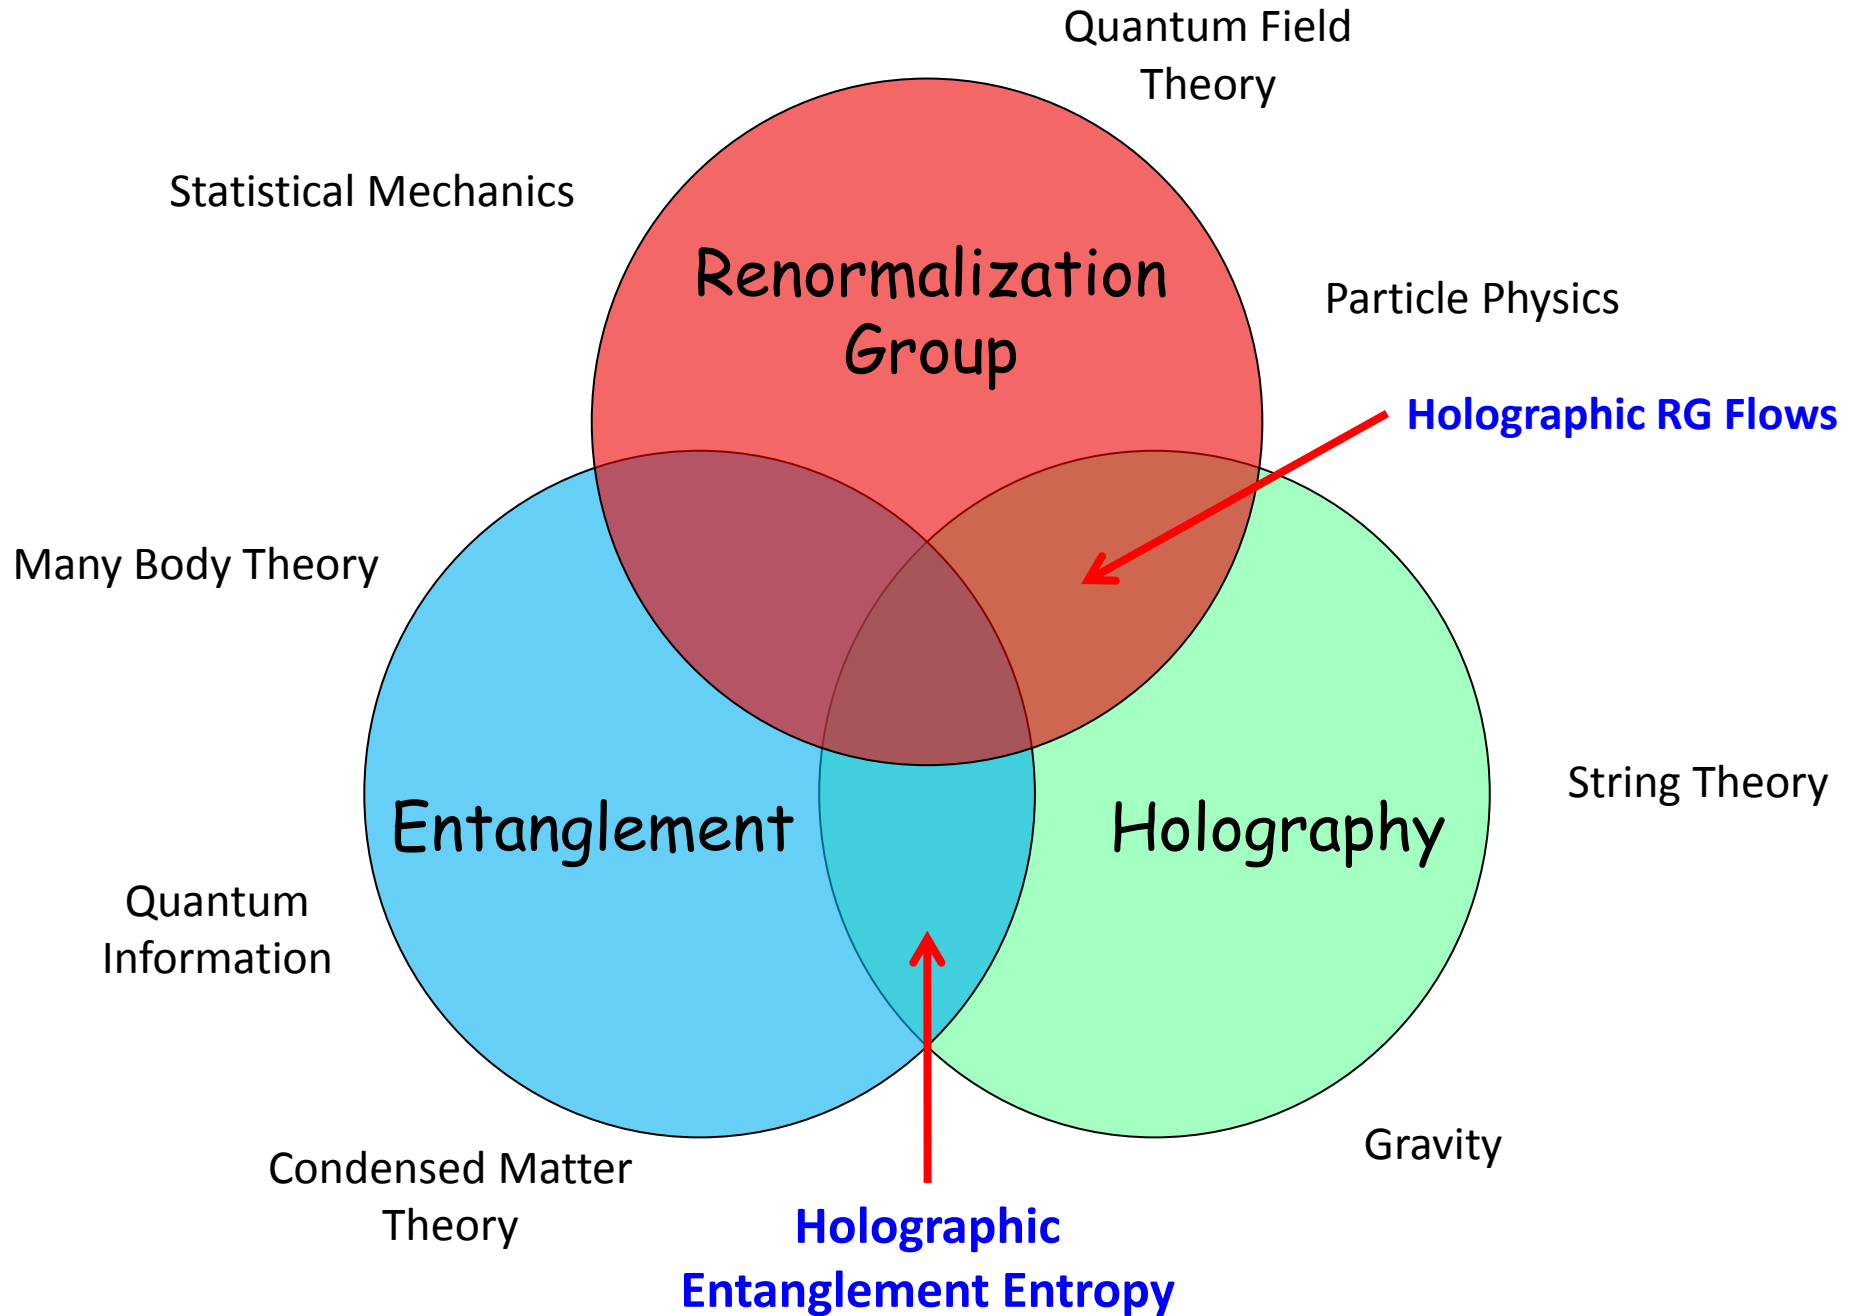 Quantum Field
Theory
Statistical Mechanics
Renormalization
Group
Particle Physics
Holographic RG Flows
Many Body Theory
String Theory
Entanglement
Holography
Quantum
Information
Gravity
Condensed Matter
Theory
Holographic
Entanglement Entropy